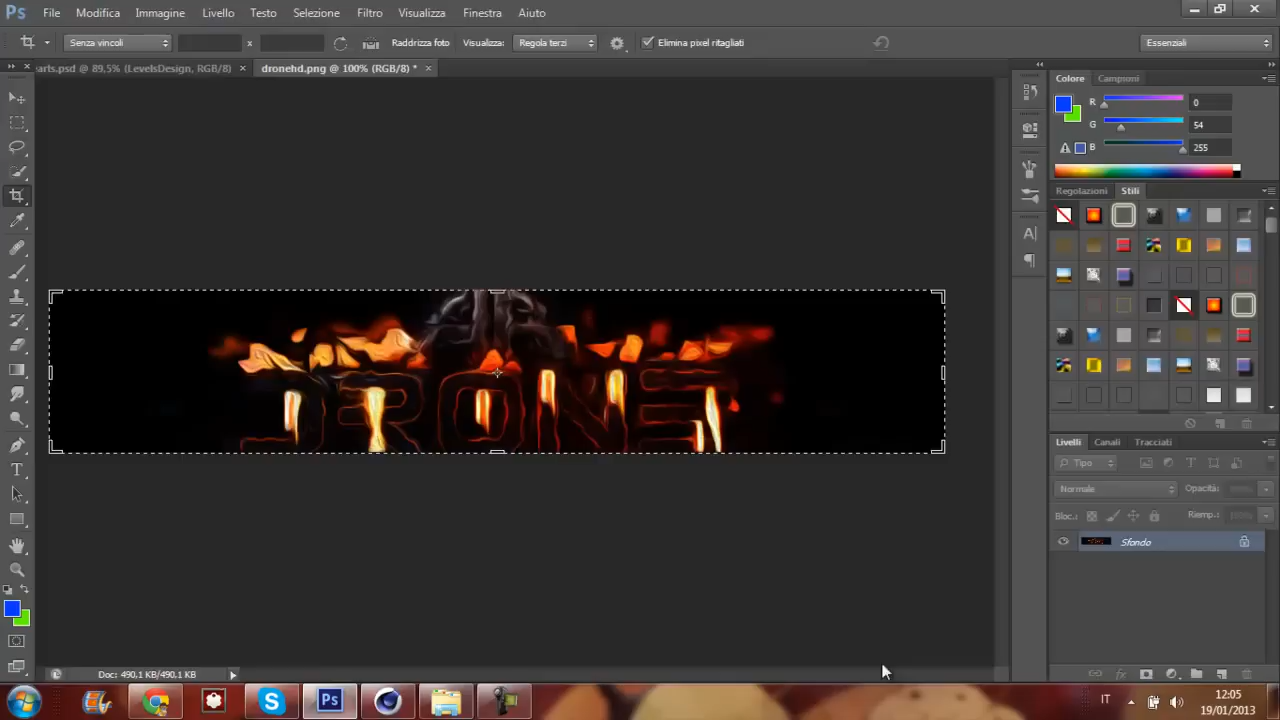 Ps File Modifica Immagine Livello Testo Selezione Filtro Visualizza Finestra Aiuto
Senza vincoli x Raddrizza foto Visualizza: Regola terzi Elimina pixel ritagliati Essenziali
arts.psd @ 89,5% (LevelsDesign, RGB/8) × dronehd.png @ 100% (RGB/8) * ×
Colore Campioni
R 0
G 54
B 255
Regolazioni Stili
DRONE
Livelli Canali Tracciati
Tipo
Normale Opacità:
Bloc.: Riemp.:
Sfondo
Doc: 490,1 KB/490,1 KB
IT 12:05
19/01/2013